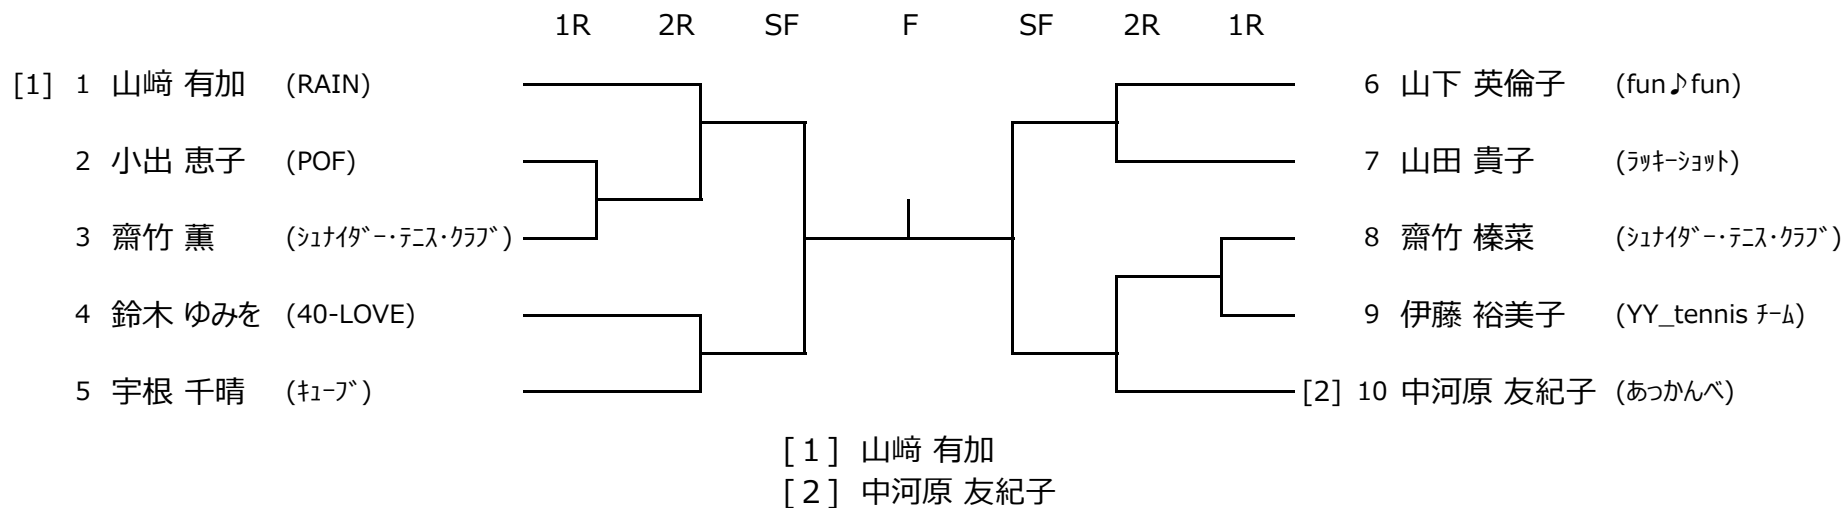 1R 2R SF F SF 2R 1R
[1] 1 山﨑 有加 (RAIN) 6 山下 英倫子 (fun♪fun)
2 小出 恵子 (POF) 7 山田 貴子 (ﾗｯｷｰｼｮｯﾄ)
3 齋竹 薫 (ｼｭﾅｲﾀﾞｰ･ﾃﾆｽ･ｸﾗﾌﾞ) 8 齋竹 榛菜 (ｼｭﾅｲﾀﾞｰ･ﾃﾆｽ･ｸﾗﾌﾞ)
4 鈴木 ゆみを (40-LOVE) 9 伊藤 裕美子 (YY_tennis ﾁｰﾑ)
5 宇根 千晴 (ｷｭｰﾌﾞ) [2] 10 中河原 友紀子 (あっかんべ)
[１] 山﨑 有加
[２] 中河原 友紀子